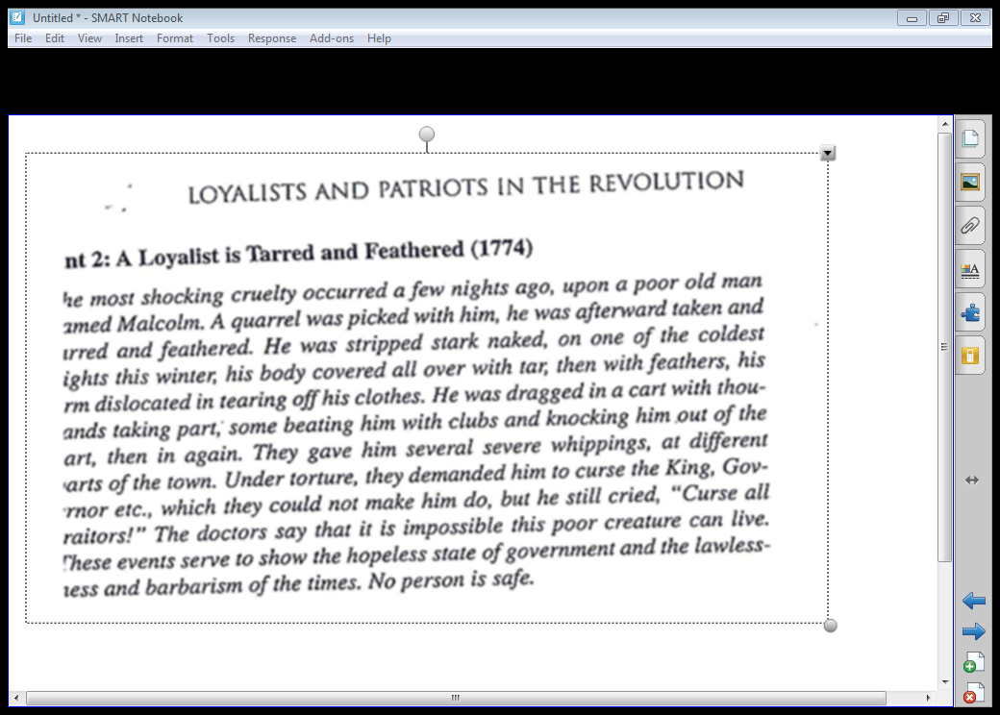 Untitled * - SMART Notebook
File Edit View Insert Format Tools Response Add-ons Help
LOYALISTS AND PATRIOTS IN THE REVOLUTION
nt 2: A Loyalist is Tarred and Feathered (1774)
he most shocking cruelty occurred a few nights ago, upon a poor old man
amed Malcolm. A quarrel was picked with him, he was afterward taken and
rred and feathered. He was stripped stark naked, on one of the coldest
ights this winter, his body covered all over with tar, then with feathers, his
rm dislocated in tearing off his clothes. He was dragged in a cart with thou-
ands taking part, some beating him with clubs and knocking him out of the
art, then in again. They gave him several severe whippings, at different
arts of the town. Under torture, they demanded him to curse the King, Gov-
rnor etc., which they could not make him do, but he still cried, "Curse all
raitors!" The doctors say that it is impossible this poor creature can live.
These events serve to show the hopeless state of government and the lawless-
ness and barbarism of the times. No person is safe.